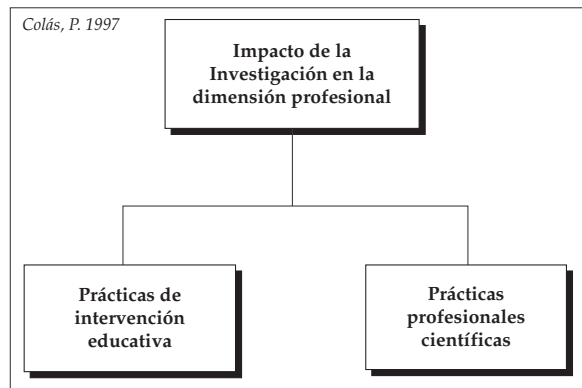 Colás, P. 1997
Impacto de la
Investigación en la
dimensión profesional
Prácticas de
intervención
educativa
Prácticas
profesionales
científicas